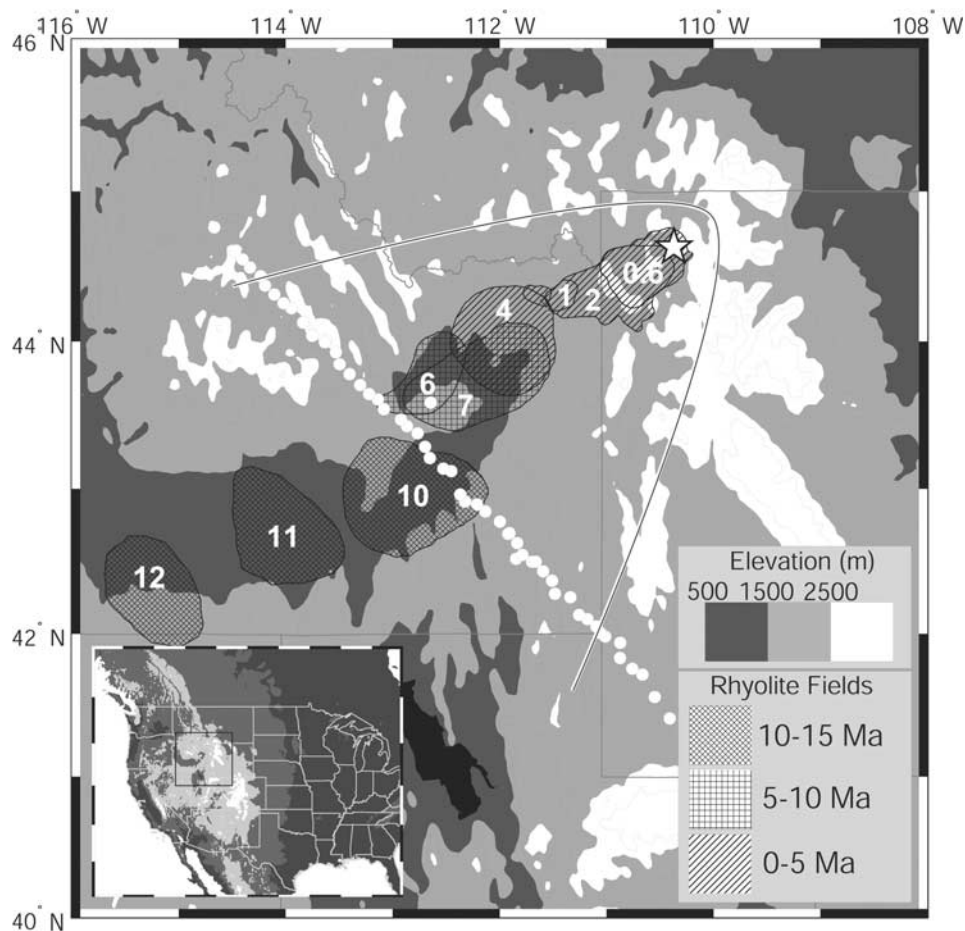 116˚ W 114˚ W 112˚ W 110˚ W 108˚ W
46˚ N
0.6
1
2
4
44˚ N
6
7
10
11
12
Elevation (m)
500 1500 2500
42˚ N
Rhyolite Fields
10-15 Ma
5-10 Ma
0-5 Ma
40˚ N